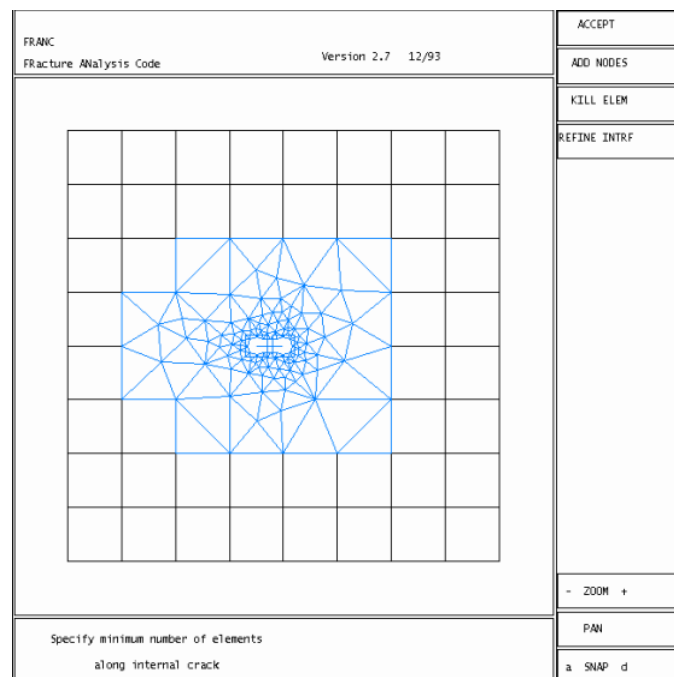 FRANC
FRacture ANalysis Code
Version 2.7 12/93
ACCEPT
ADD NODES
KILL ELEM
REFINE INTRF
- ZOOM +
PAN
a SNAP d
Specify minimum number of elements
along internal crack